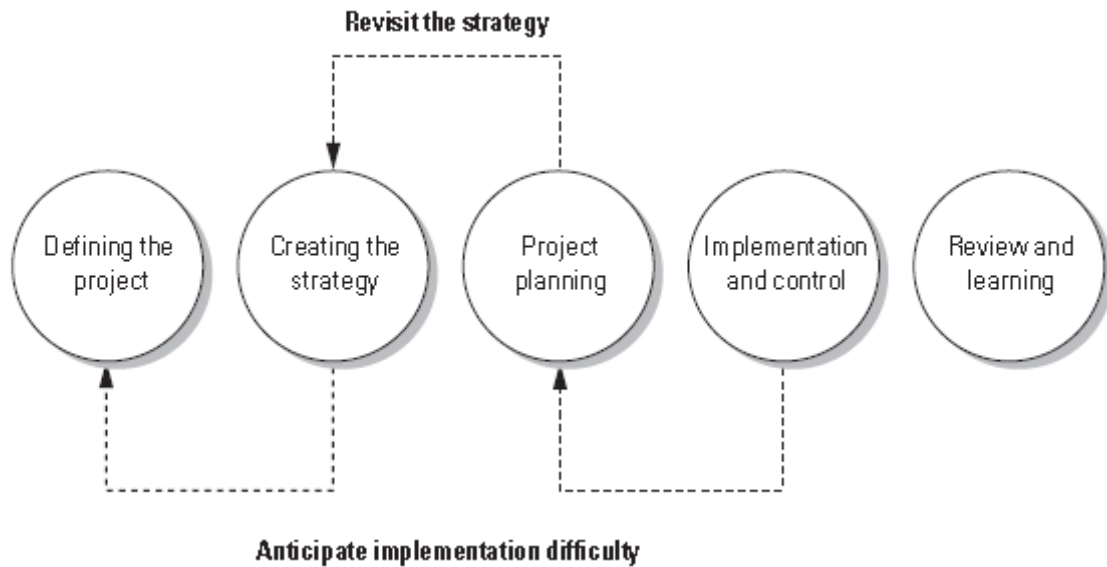 Revisit the strategy
Defining the
project
Creating the
strategy
Project
planning
Implementation
and control
Review and
learning
Anticipate implementation difficulty